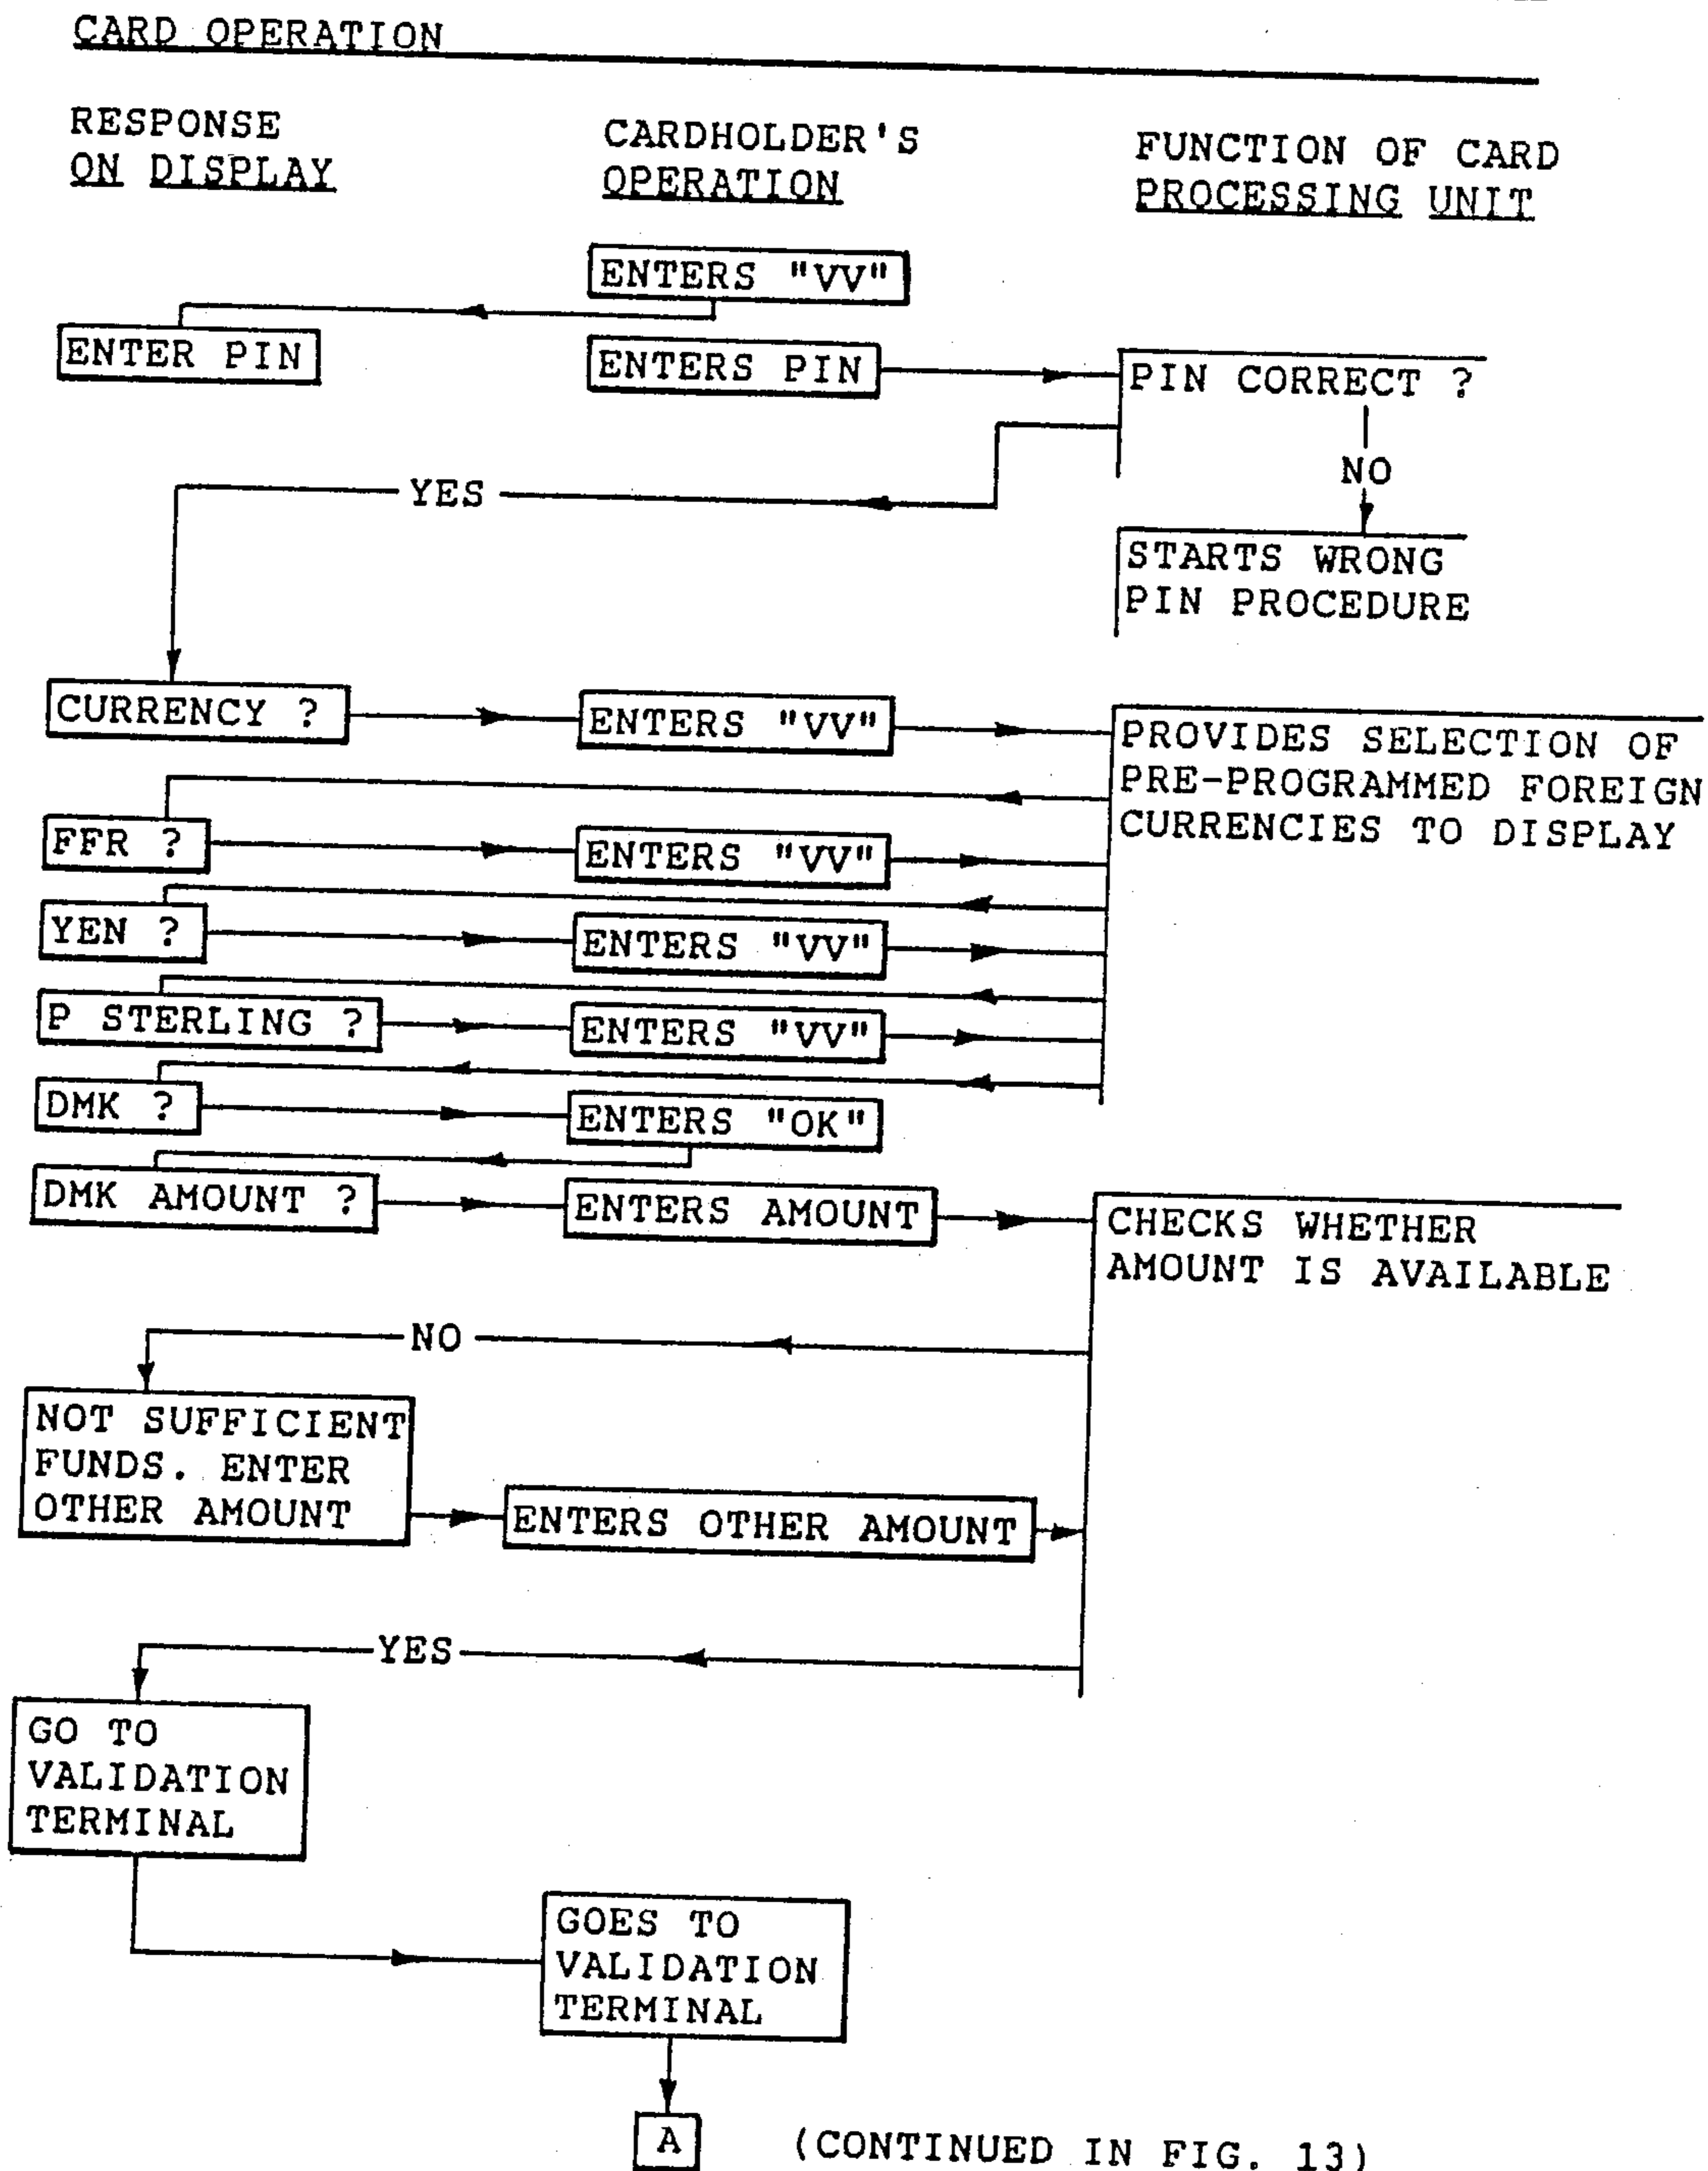 CARD OPERATION
RESPONSE
ON DISPLAY
CARDHOLDER'S
OPERATION
FUNCTION OF CARD
PROCESSING UNIT
ENTERS "VV"
ENTER PIN
ENTERS PIN
PIN CORRECT ?
NO
YES
STARTS WRONG
PIN PROCEDURE
CURRENCY ?
ENTERS "VV"
PROVIDES SELECTION OF
PRE-PROGRAMMED FOREIGN
CURRENCIES TO DISPLAY
FFR ?
ENTERS "VV"
YEN ?
ENTERS "VV"
P STERLING ?
ENTERS "VV"
DMK ?
ENTERS "OK"
DMK AMOUNT ?
ENTERS AMOUNT
CHECKS WHETHER
AMOUNT IS AVAILABLE
NO
NOT SUFFICIENT
FUNDS. ENTER
OTHER AMOUNT
ENTERS OTHER AMOUNT
YES
GO TO
VALIDATION
TERMINAL
GOES TO
VALIDATION
TERMINAL
A
(CONTINUED IN FIG. 13)